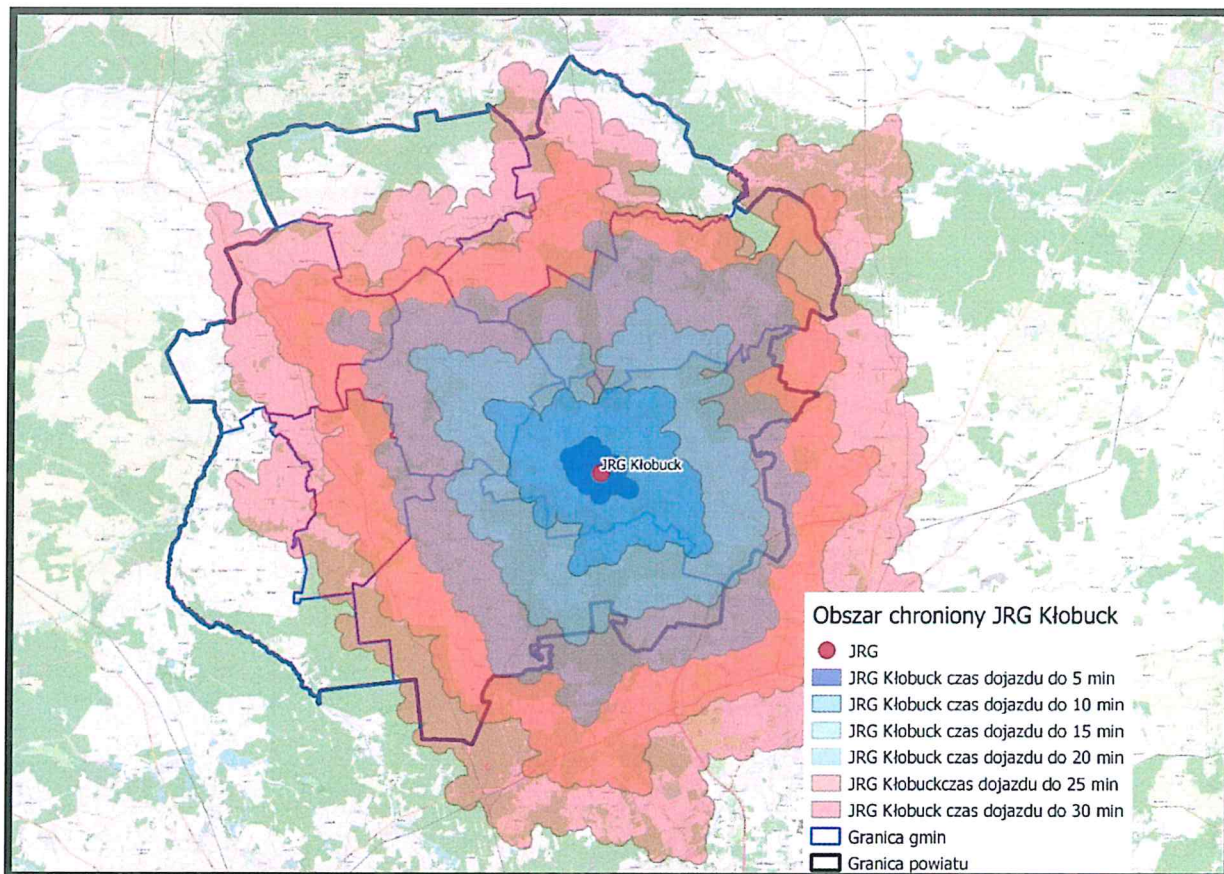 JRG Kłobuck
Obszar chroniony JRG Kłobuck
JRG
JRG Kłobuck czas dojazdu do 5 min
JRG Kłobuck czas dojazdu do 10 min
JRG Kłobuck czas dojazdu do 15 min
JRG Kłobuck czas dojazdu do 20 min
JRG Kłobuckczas dojazdu do 25 min
JRG Kłobuck czas dojazdu do 30 min
Granica gmin
Granica powiatu